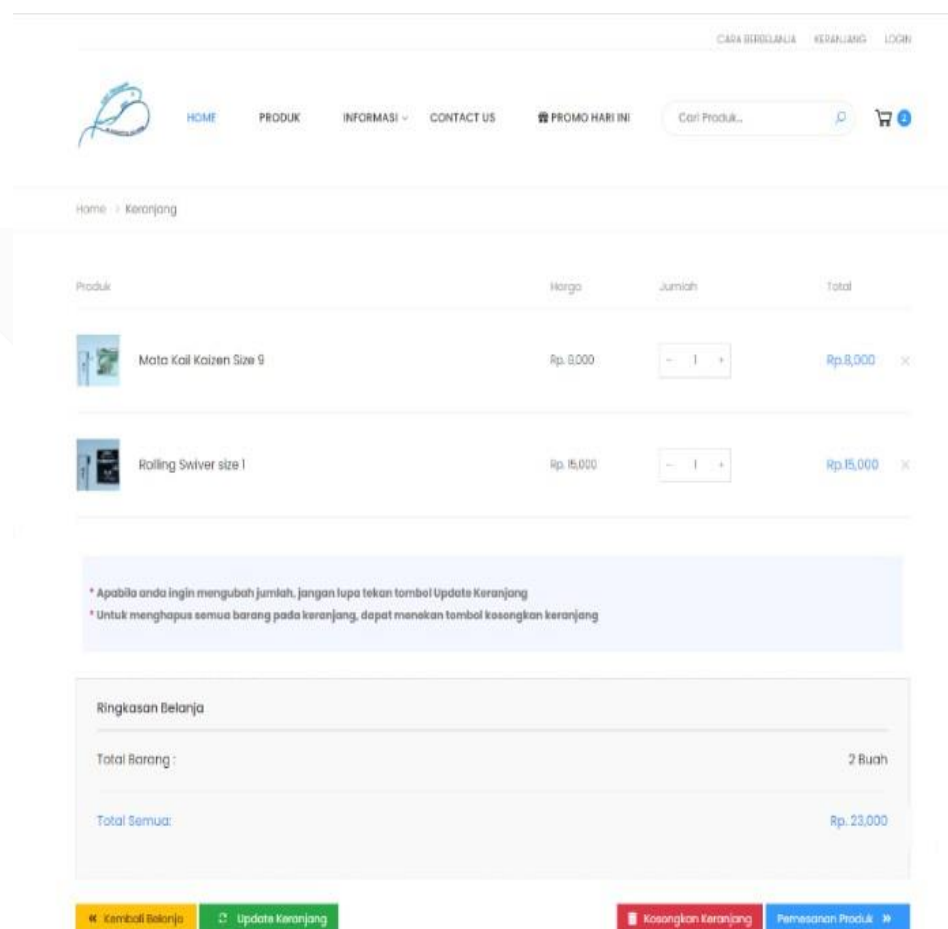 CARA BERBELANJA KERANJANG LOGIN
HOME PRODUK INFORMASI CONTACT US PROMO HARI INI Cari Produk... 2
Home > Keranjang
Produk Harga Jumlah Total
Mata Kail Kaizen Size 9 Rp. 8,000 - 1 + Rp.8,000 ×
Rolling Swiver size 1 Rp. 15,000 - 1 + Rp.15,000 ×
* Apabila anda ingin mengubah jumlah, jangan lupa tekan tombol Update Keranjang
* Untuk menghapus semua barang pada keranjang, dapat menekan tombol kosongkan keranjang
Ringkasan Belanja
Total Barang : 2 Buah
Total Semua: Rp. 23,000
« Kembali Belanja Update Keranjang Kosongkan Keranjang Pemesanan Produk »